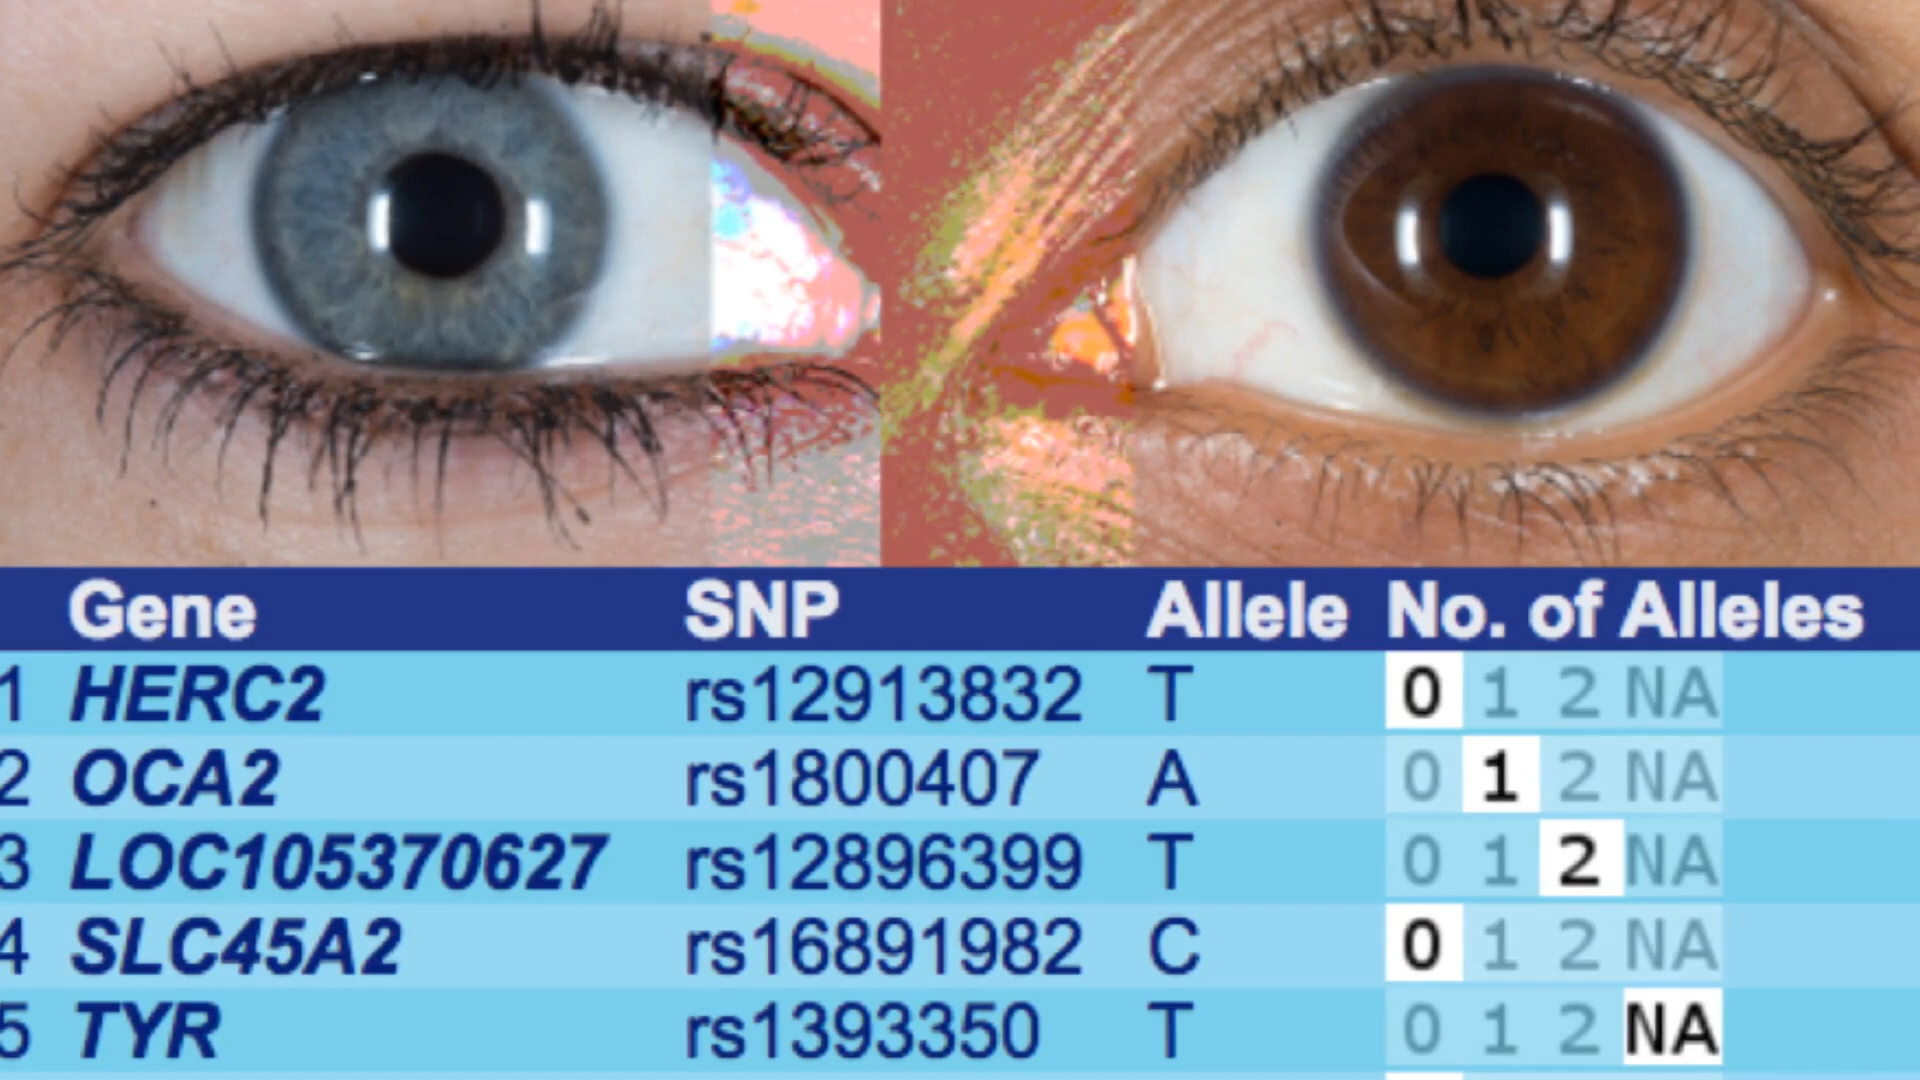 Gene SNP Allele No. of Alleles
1 HERC2 rs12913832 T 0 1 2 NA
2 OCA2 rs1800407 A 0 1 2 NA
3 LOC105370627 rs12896399 T 0 1 2 NA
4 SLC45A2 rs16891982 C 0 1 2 NA
5 TYR rs1393350 T 0 1 2 NA